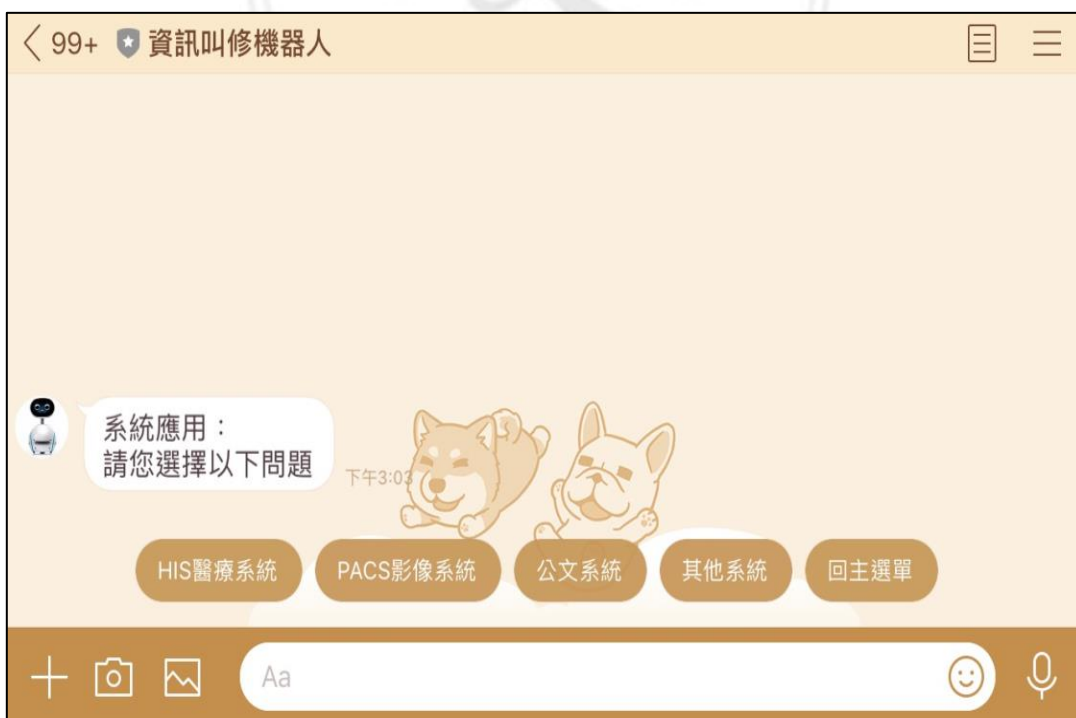 99+ 資訊叫修機器人
系統應用：
請您選擇以下問題
下午3:03
HIS醫療系統 PACS影像系統 公文系統 其他系統 回主選單
Aa